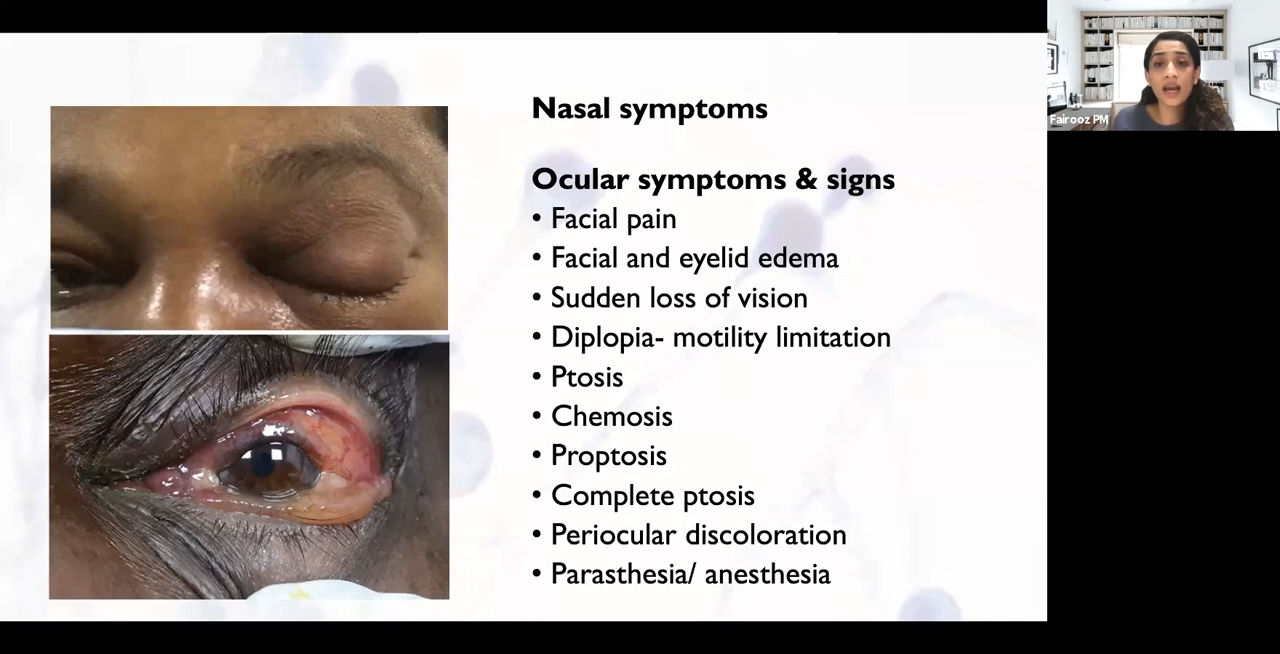 Fairooz PM
Nasal symptoms
Ocular symptoms & signs
• Facial pain
• Facial and eyelid edema
• Sudden loss of vision
• Diplopia- motility limitation
• Ptosis
• Chemosis
• Proptosis
• Complete ptosis
• Periocular discoloration
• Parasthesia/ anesthesia